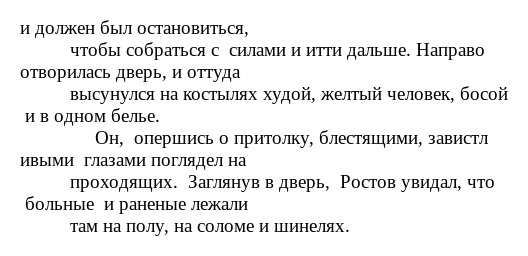 и должен был остановиться,
чтобы собраться с  силами и итти дальше. Направо
отворилась дверь, и оттуда
высунулся на костылях худой, желтый человек, босой
и в одном белье.
Он,  опершись о притолку, блестящими, завистл
ивыми  глазами поглядел на
проходящих.  Заглянув в дверь,  Ростов увидал, что
больные  и раненые лежали
там на полу, на соломе и шинелях.